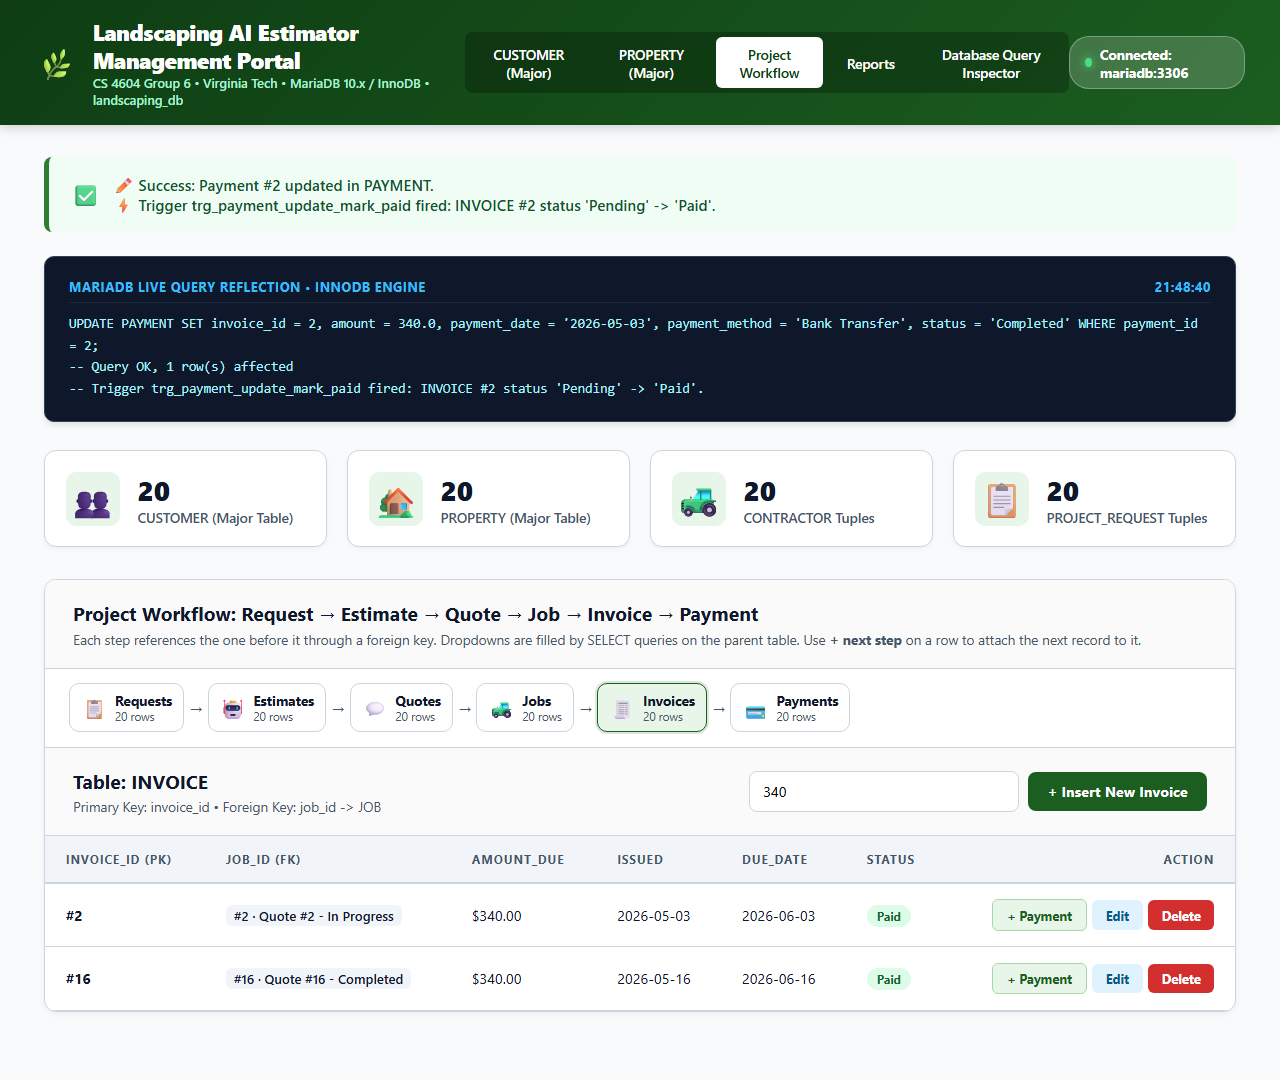 Landscaping AI Estimator
Management Portal
CS 4604 Group 6 • Virginia Tech • MariaDB 10.x / InnoDB •
landscaping_db
CUSTOMER
(Major)
PROPERTY
(Major)
Project
Workflow
Reports
Database Query
Inspector
Connected:
mariadb:3306
Success: Payment #2 updated in PAYMENT.
Trigger trg_payment_update_mark_paid fired: INVOICE #2 status 'Pending' -> 'Paid'.
MARIADB LIVE QUERY REFLECTION • INNODB ENGINE
21:48:40
UPDATE PAYMENT SET invoice_id = 2, amount = 340.0, payment_date = '2026-05-03', payment_method = 'Bank Transfer', status = 'Completed' WHERE payment_id
= 2;
-- Query OK, 1 row(s) affected
-- Trigger trg_payment_update_mark_paid fired: INVOICE #2 status 'Pending' -> 'Paid'.
20
CUSTOMER (Major Table)
20
PROPERTY (Major Table)
20
CONTRACTOR Tuples
20
PROJECT_REQUEST Tuples
Project Workflow: Request → Estimate → Quote → Job → Invoice → Payment
Each step references the one before it through a foreign key. Dropdowns are filled by SELECT queries on the parent table. Use + next step on a row to attach the next record to it.
Requests
20 rows
→
Estimates
20 rows
→
Quotes
20 rows
→
Jobs
20 rows
→
Invoices
20 rows
→
Payments
20 rows
Table: INVOICE
Primary Key: invoice_id • Foreign Key: job_id -> JOB
340
+ Insert New Invoice
INVOICE_ID (PK) JOB_ID (FK) AMOUNT_DUE ISSUED DUE_DATE STATUS ACTION
#2 #2 · Quote #2 - In Progress $340.00 2026-05-03 2026-06-03 Paid + Payment Edit Delete
#16 #16 · Quote #16 - Completed $340.00 2026-05-16 2026-06-16 Paid + Payment Edit Delete